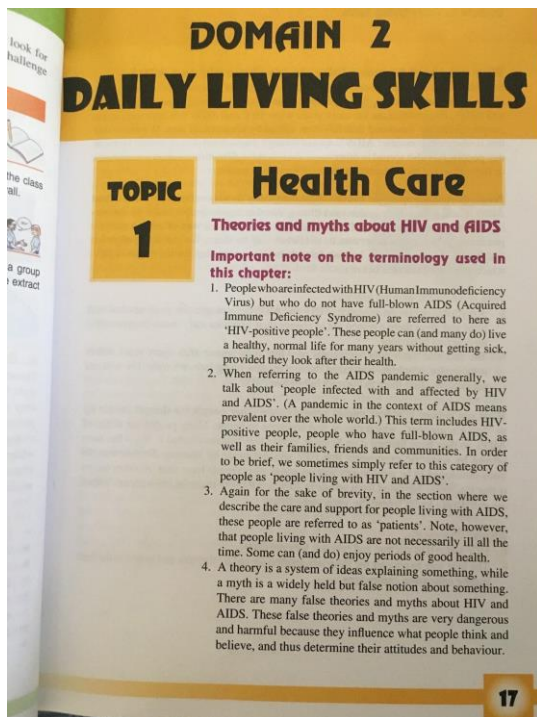 look for
hallenge
the class
all.
a group
extract
DOMAIN 2
DAILY LIVING SKILLS
TOPIC
1
Health Care
Theories and myths about HIV and AIDS
Important note on the terminology used in
this chapter:
1. People who are infected with HIV (Human Immunodeficiency
Virus) but who do not have full-blown AIDS (Acquired
Immune Deficiency Syndrome) are referred to here as
‘HIV-positive people’. These people can (and many do) live
a healthy, normal life for many years without getting sick,
provided they look after their health.
2. When referring to the AIDS pandemic generally, we
talk about ‘people infected with and affected by HIV
and AIDS’. (A pandemic in the context of AIDS means
prevalent over the whole world.) This term includes HIV-
positive people, people who have full-blown AIDS, as
well as their families, friends and communities. In order
to be brief, we sometimes simply refer to this category of
people as ‘people living with HIV and AIDS’.
3. Again for the sake of brevity, in the section where we
describe the care and support for people living with AIDS,
these people are referred to as ‘patients’. Note, however,
that people living with AIDS are not necessarily ill all the
time. Some can (and do) enjoy periods of good health.
4. A theory is a system of ideas explaining something, while
a myth is a widely held but false notion about something.
There are many false theories and myths about HIV and
AIDS. These false theories and myths are very dangerous
and harmful because they influence what people think and
believe, and thus determine their attitudes and behaviour.
17